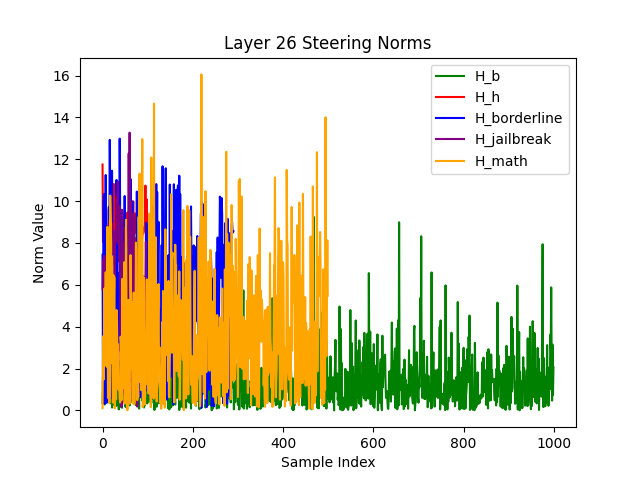 Layer 26 Steering Norms
Norm Value
16
14
12
10
8
6
4
2
0
H_b
H_h
H_borderline
H_jailbreak
H_math
0
200
400
600
800
1000
Sample Index